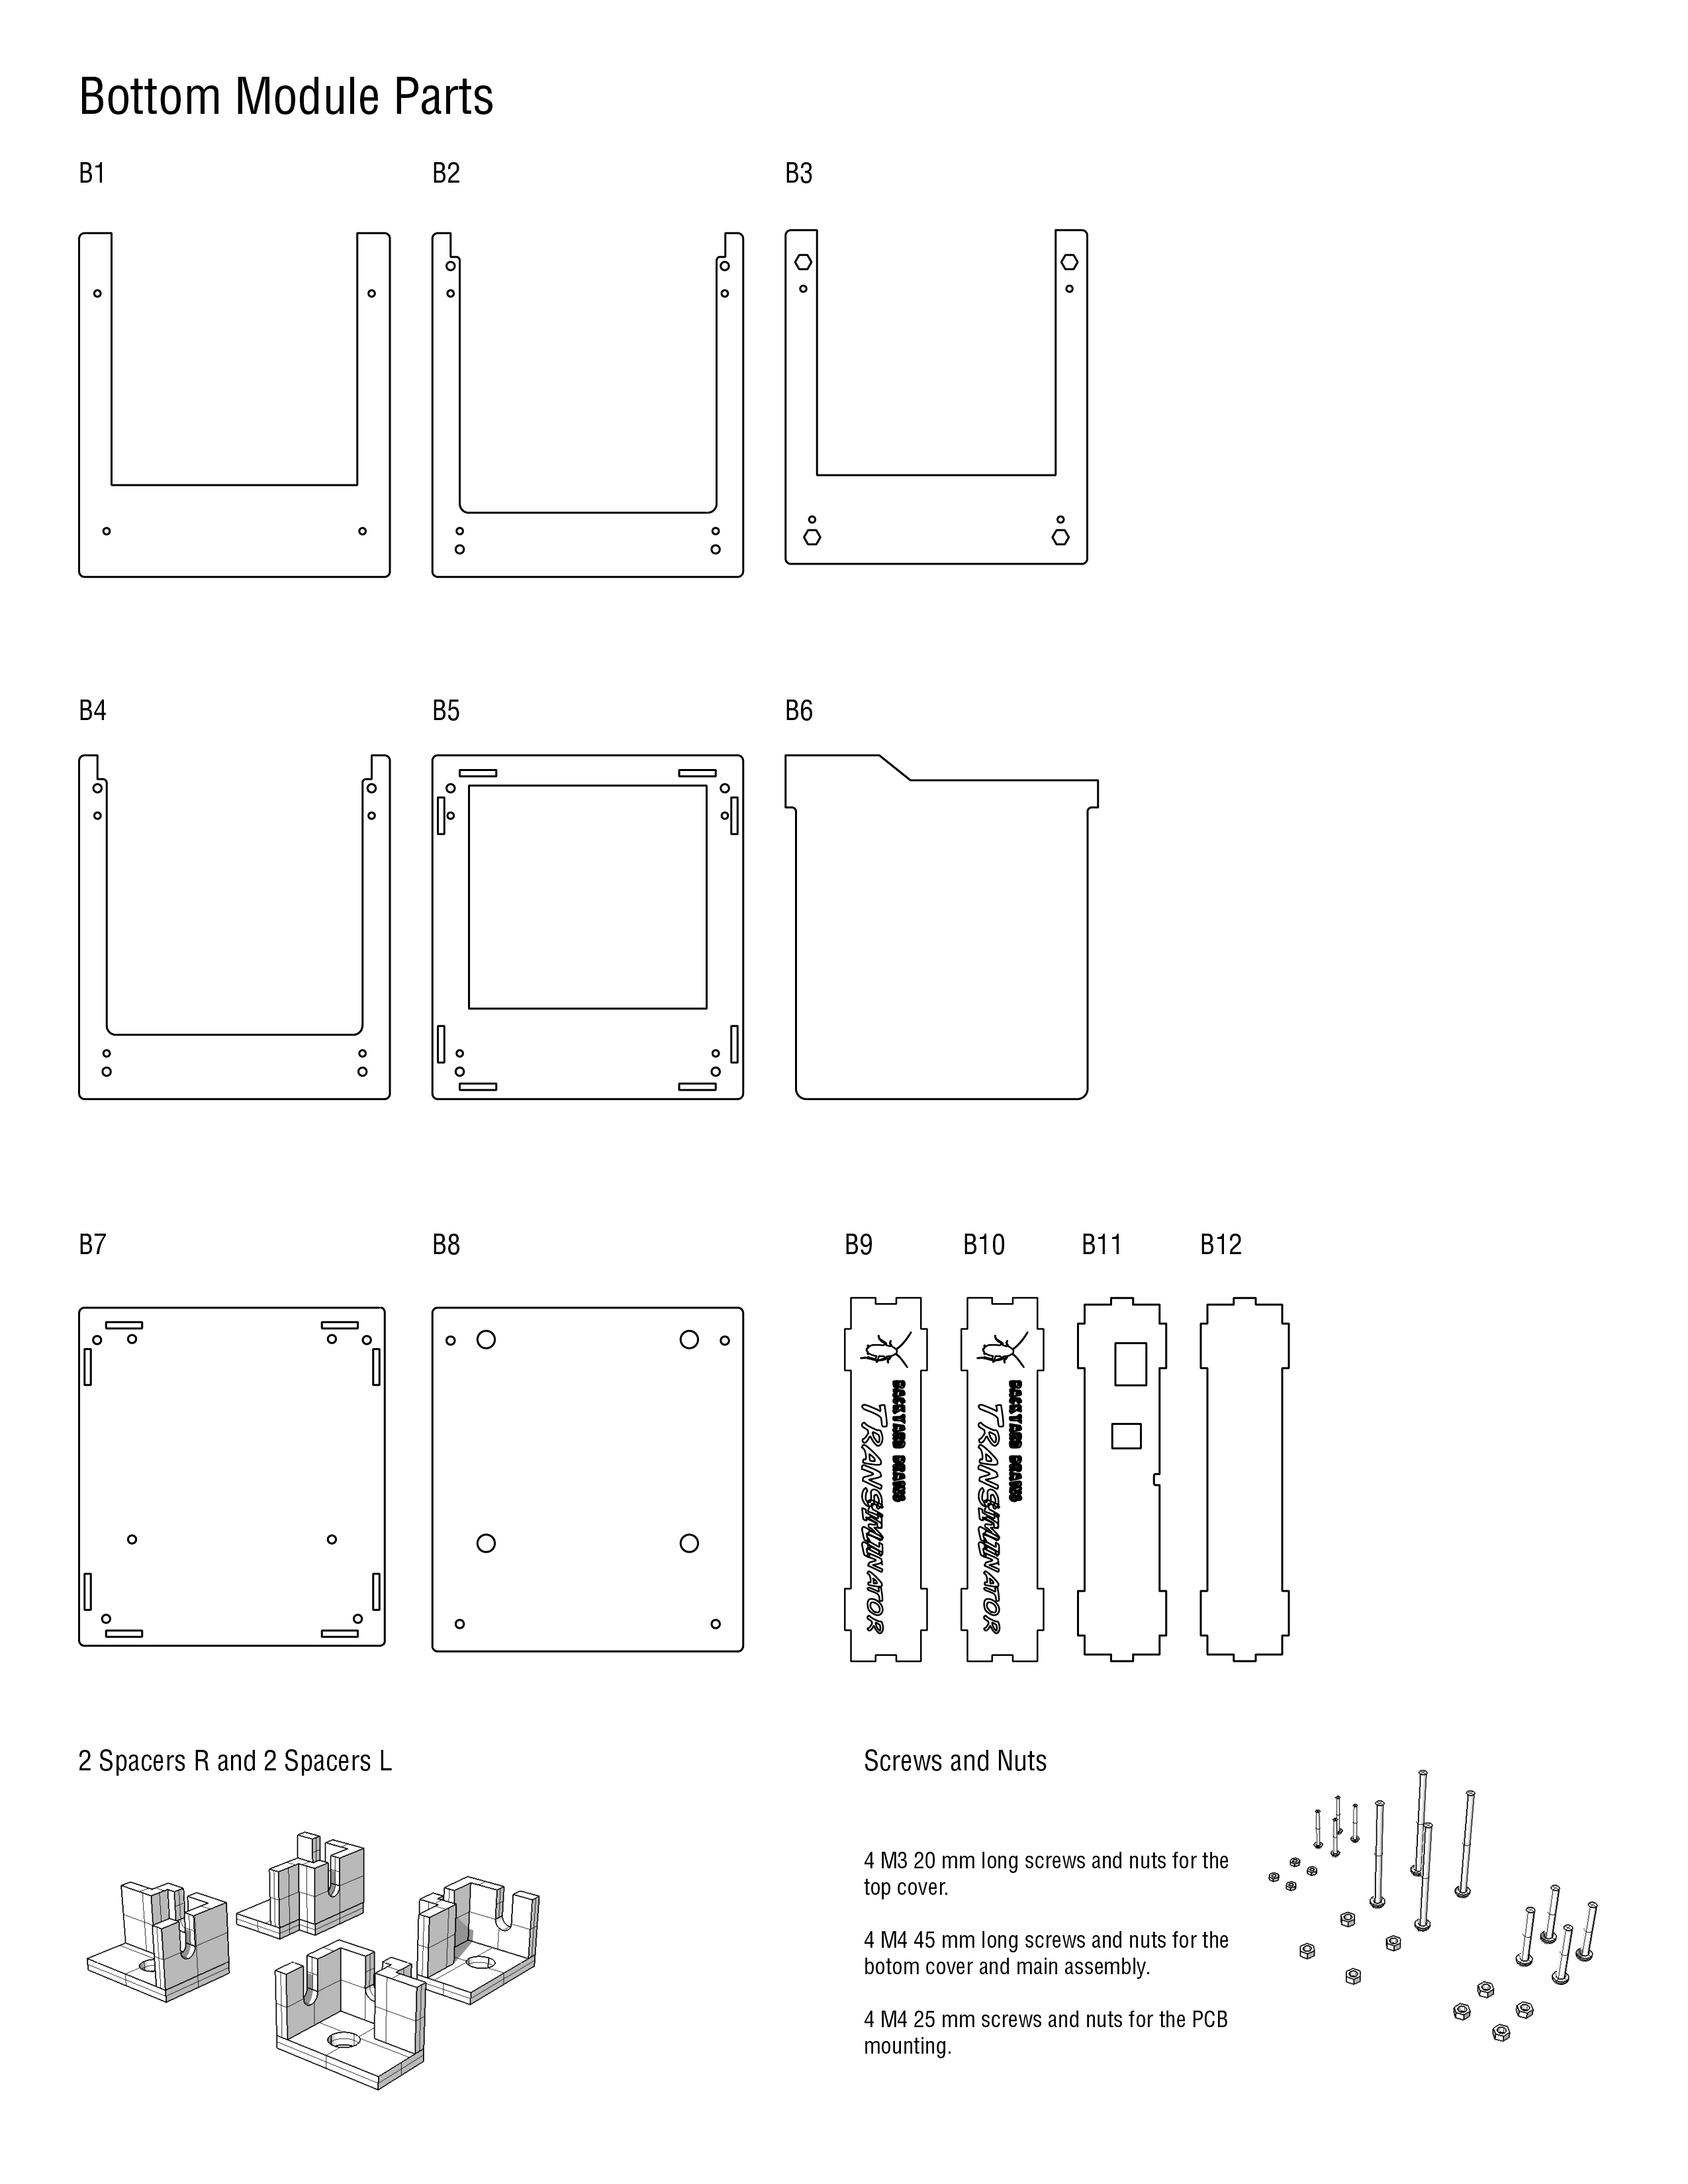 Bottom Module Parts
B1
B2
B3
B4
B5
B6
B7
B8
B9
B10
B11
B12
BACKYARD BRAINS
BACKYARD BRAINS
2 Spacers R and 2 Spacers L
Screws and Nuts
4 M3 20 mm long screws and nuts for the
top cover.
4 M4 45 mm long screws and nuts for the
botom cover and main assembly.
4 M4 25 mm screws and nuts for the PCB
mounting.